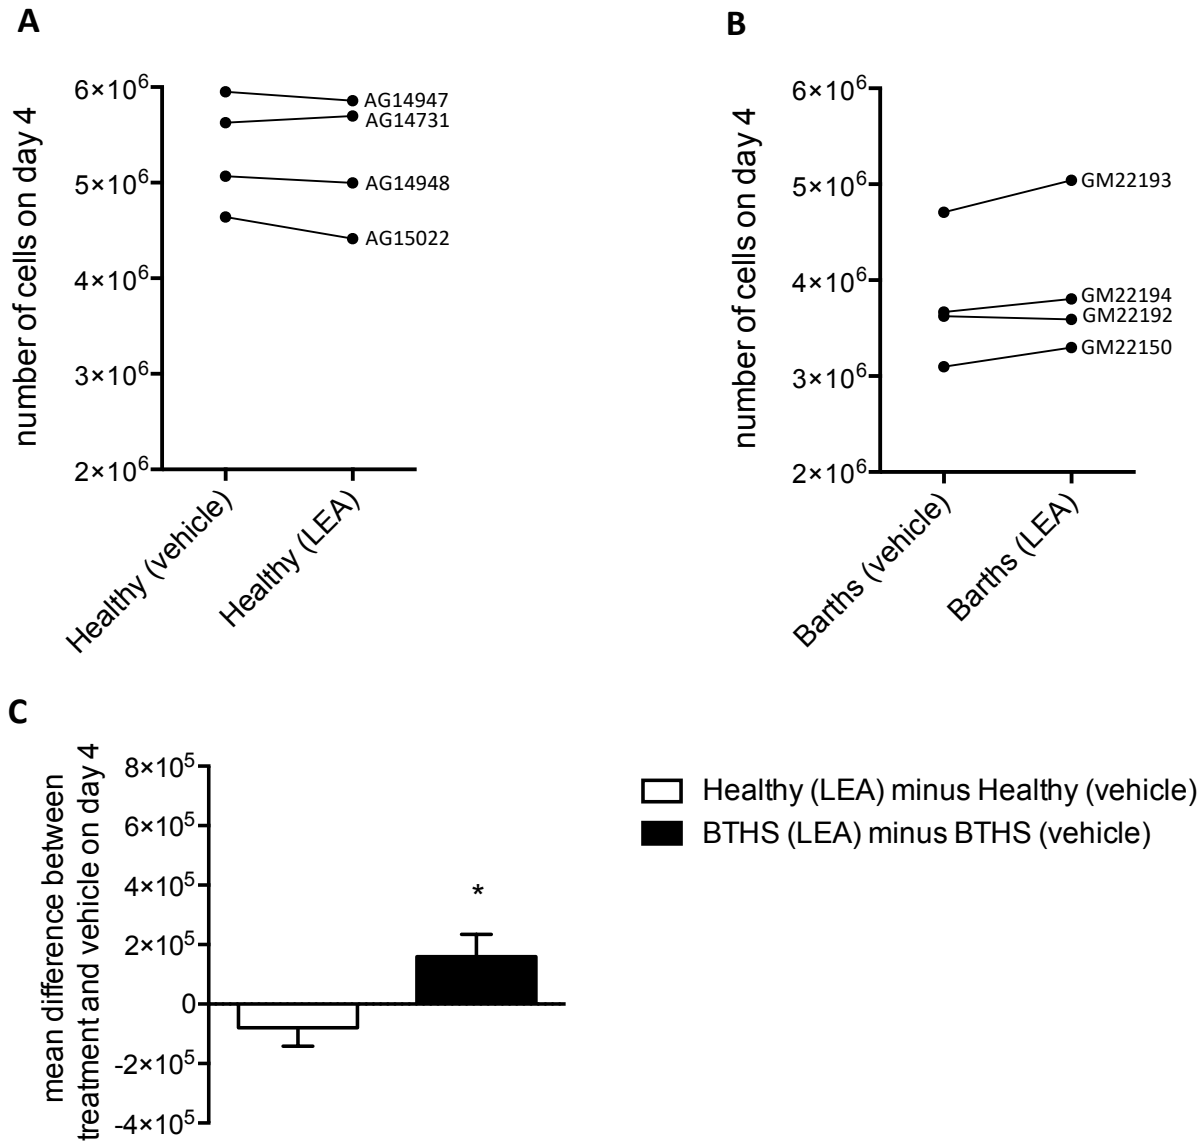 A
number of cells on day 4
6×10⁶
5×10⁶
4×10⁶
3×10⁶
2×10⁶
AG14947
AG14731
AG14948
AG15022
Healthy (vehicle)
Healthy (LEA)
B
number of cells on day 4
6×10⁶
5×10⁶
4×10⁶
3×10⁶
2×10⁶
GM22193
GM22194
GM22192
GM22150
Barths (vehicle)
Barths (LEA)
C
mean difference between
treatment and vehicle on day 4
8×10⁵
6×10⁵
4×10⁵
2×10⁵
0
-2×10⁵
-4×10⁵
*
Healthy (LEA) minus Healthy (vehicle)
BTHS (LEA) minus BTHS (vehicle)